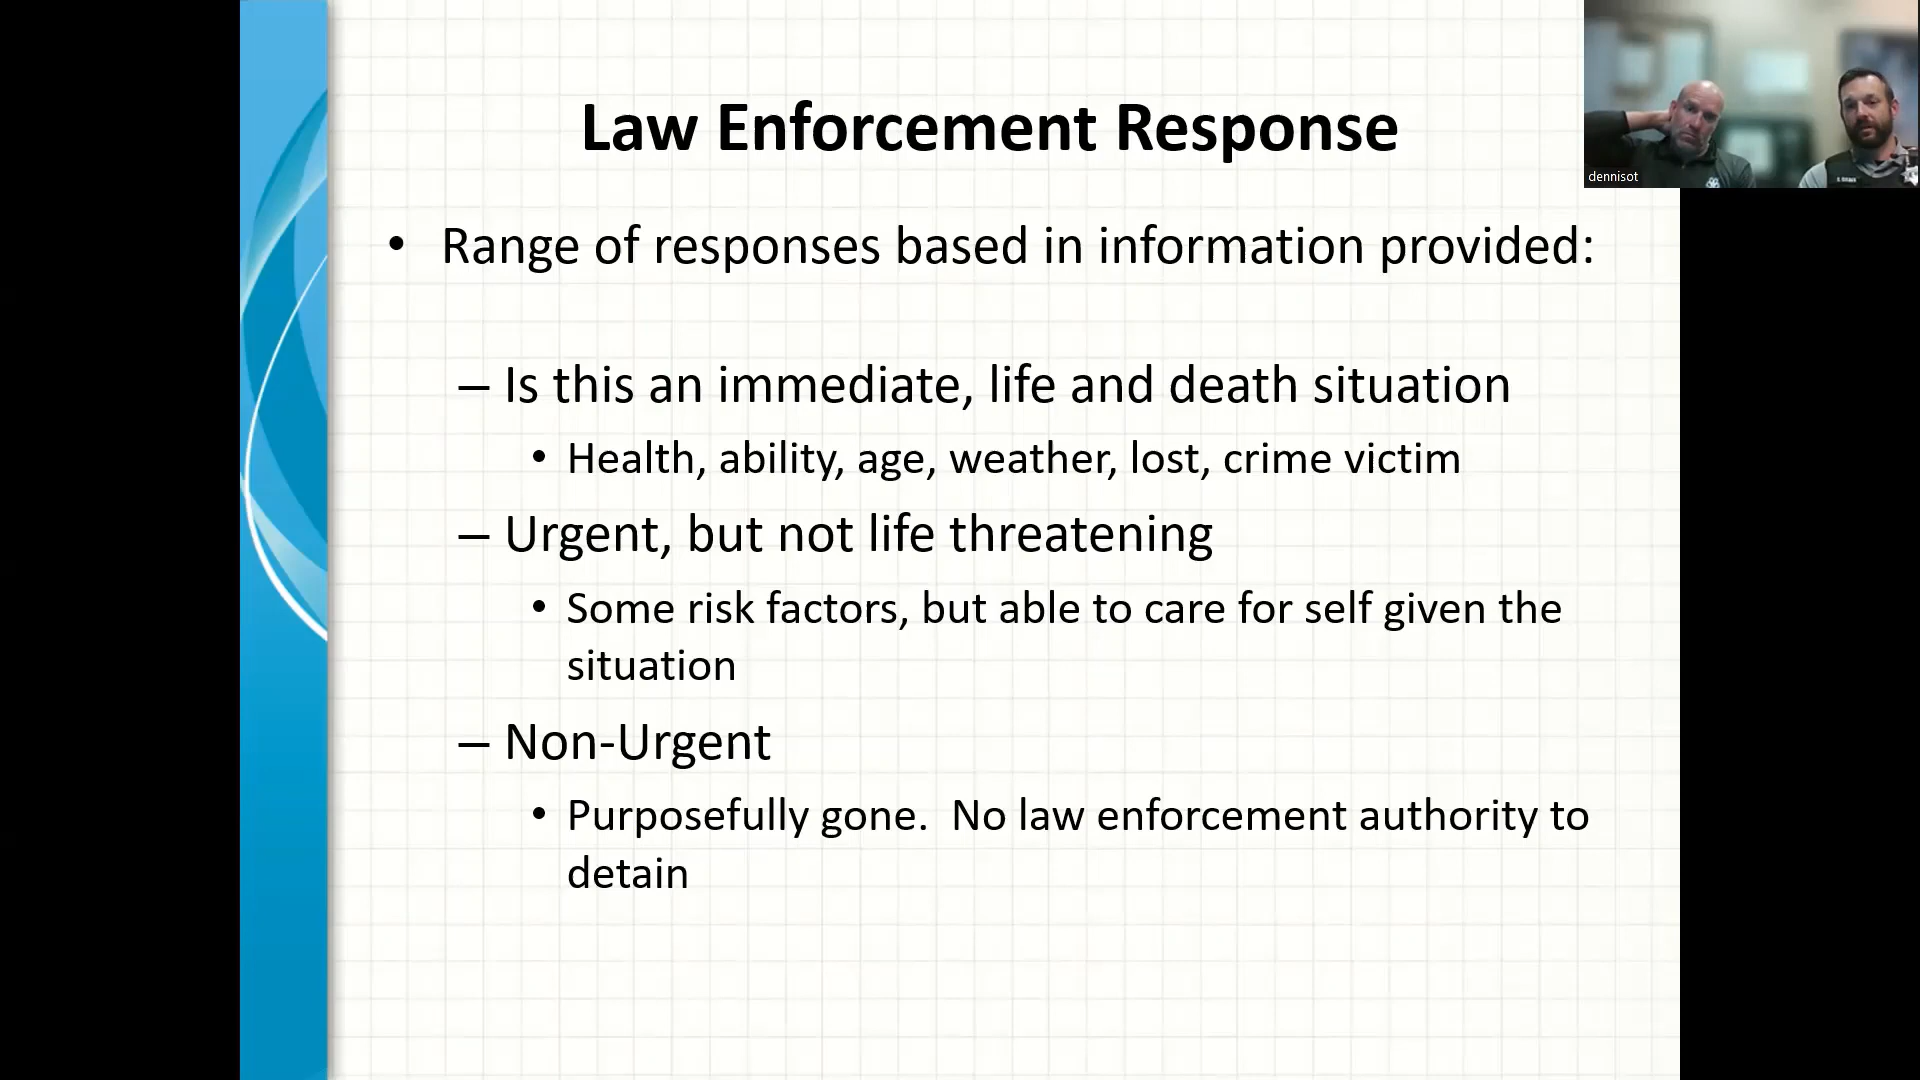 Law Enforcement Response
dennisot
• Range of responses based in information provided:
– Is this an immediate, life and death situation
• Health, ability, age, weather, lost, crime victim
– Urgent, but not life threatening
• Some risk factors, but able to care for self given the
situation
– Non-Urgent
• Purposefully gone.  No law enforcement authority to
detain